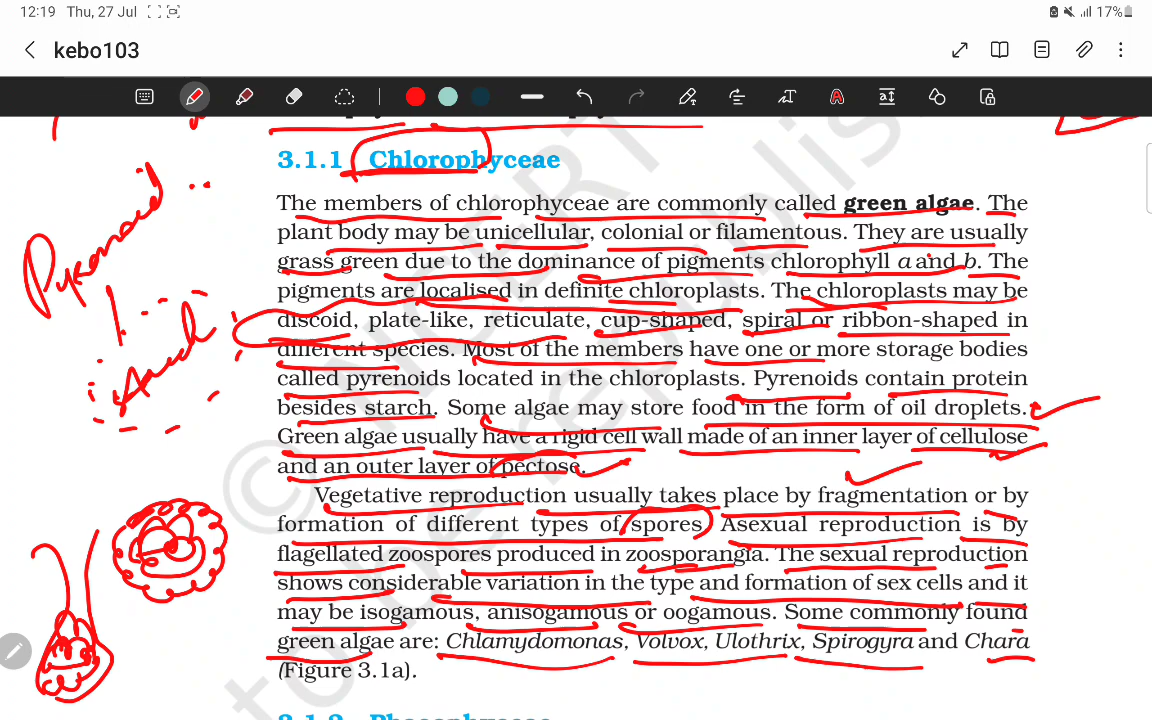 12:19 Thu, 27 Jul
17%
kebo103
3.1.1 Chlorophyceae
The members of chlorophyceae are commonly called green algae. The
plant body may be unicellular, colonial or filamentous. They are usually
grass green due to the dominance of pigments chlorophyll a and b. The
pigments are localised in definite chloroplasts. The chloroplasts may be
discoid, plate-like, reticulate, cup-shaped, spiral or ribbon-shaped in
different species. Most of the members have one or more storage bodies
called pyrenoids located in the chloroplasts. Pyrenoids contain protein
besides starch. Some algae may store food in the form of oil droplets.
Green algae usually have a rigid cell wall made of an inner layer of cellulose
and an outer layer of pectose.
Vegetative reproduction usually takes place by fragmentation or by
formation of different types of spores. Asexual reproduction is by
flagellated zoospores produced in zoosporangia. The sexual reproduction
shows considerable variation in the type and formation of sex cells and it
may be isogamous, anisogamous or oogamous. Some commonly found
green algae are: Chlamydomonas, Volvox, Ulothrix, Spirogyra and Chara
(Figure 3.1a).
3.1.2 Phaeophyceae
© NCERT